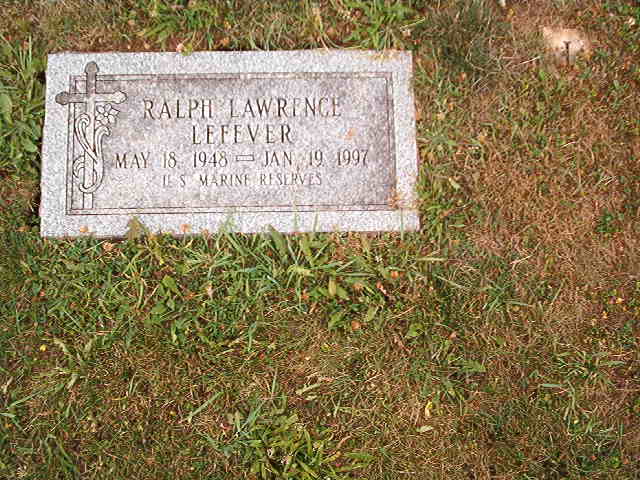 RALPH LAWRENCE
LEFEVER
MAY 18, 1948 — JAN. 19, 1997
U.S. MARINE RESERVES